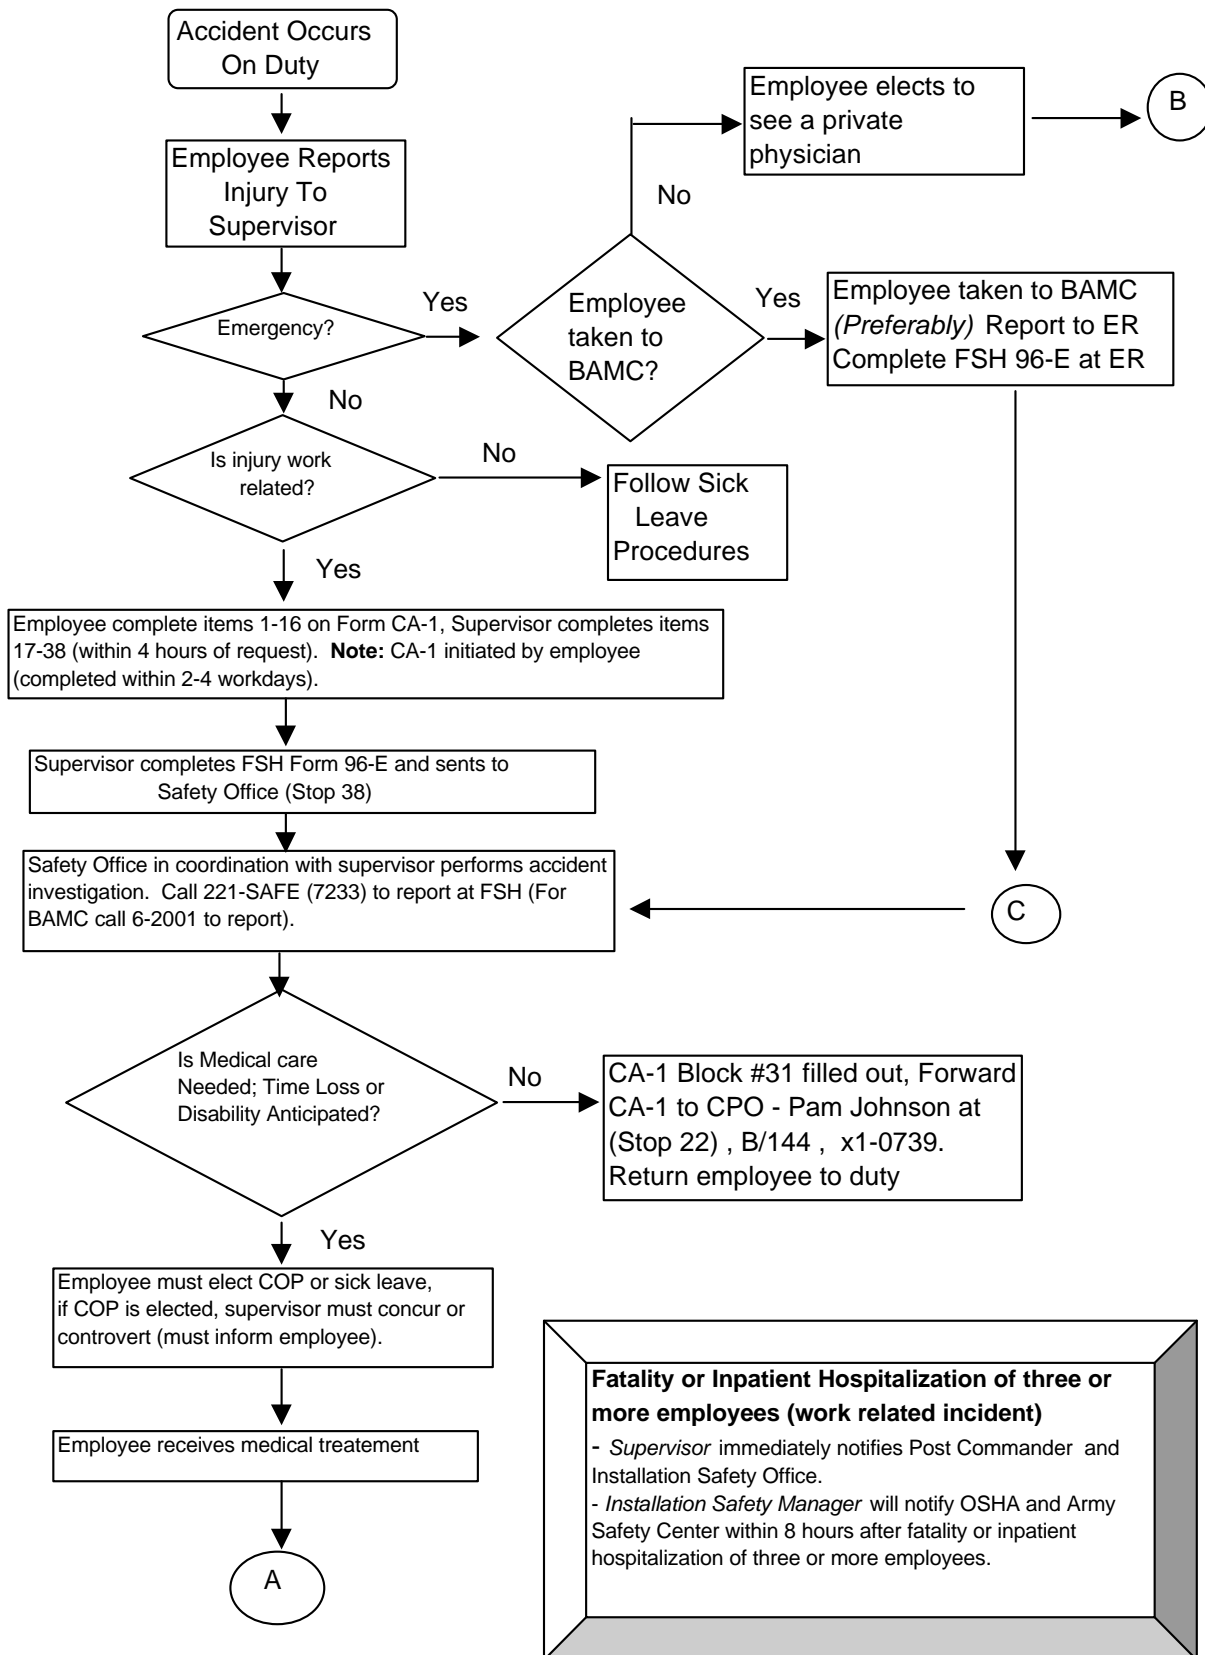 Accident Occurs
On Duty
Employee Reports
Injury To
Supervisor
Emergency?
Yes
No
Employee
taken to
BAMC?
No
Employee elects to
see a private
physician
B
Yes
Employee taken to BAMC
(Preferably) Report to ER
Complete FSH 96-E at ER
Is injury work
related?
No
Follow Sick
Leave
Procedures
Yes
Employee complete items 1-16 on Form CA-1, Supervisor completes items
17-38 (within 4 hours of request). Note: CA-1 initiated by employee
(completed within 2-4 workdays).
Supervisor completes FSH Form 96-E and sents to
Safety Office (Stop 38)
Safety Office in coordination with supervisor performs accident
investigation. Call 221-SAFE (7233) to report at FSH (For
BAMC call 6-2001 to report).
C
Is Medical care
Needed; Time Loss or
Disability Anticipated?
No
CA-1 Block #31 filled out, Forward
CA-1 to CPO - Pam Johnson at
(Stop 22) , B/144 , x1-0739.
Return employee to duty
Yes
Employee must elect COP or sick leave,
if COP is elected, supervisor must concur or
controvert (must inform employee).
Employee receives medical treatement
A
Fatality or Inpatient Hospitalization of three or
more employees (work related incident)
- Supervisor immediately notifies Post Commander and
Installation Safety Office.
- Installation Safety Manager will notify OSHA and Army
Safety Center within 8 hours after fatality or inpatient
hospitalization of three or more employees.